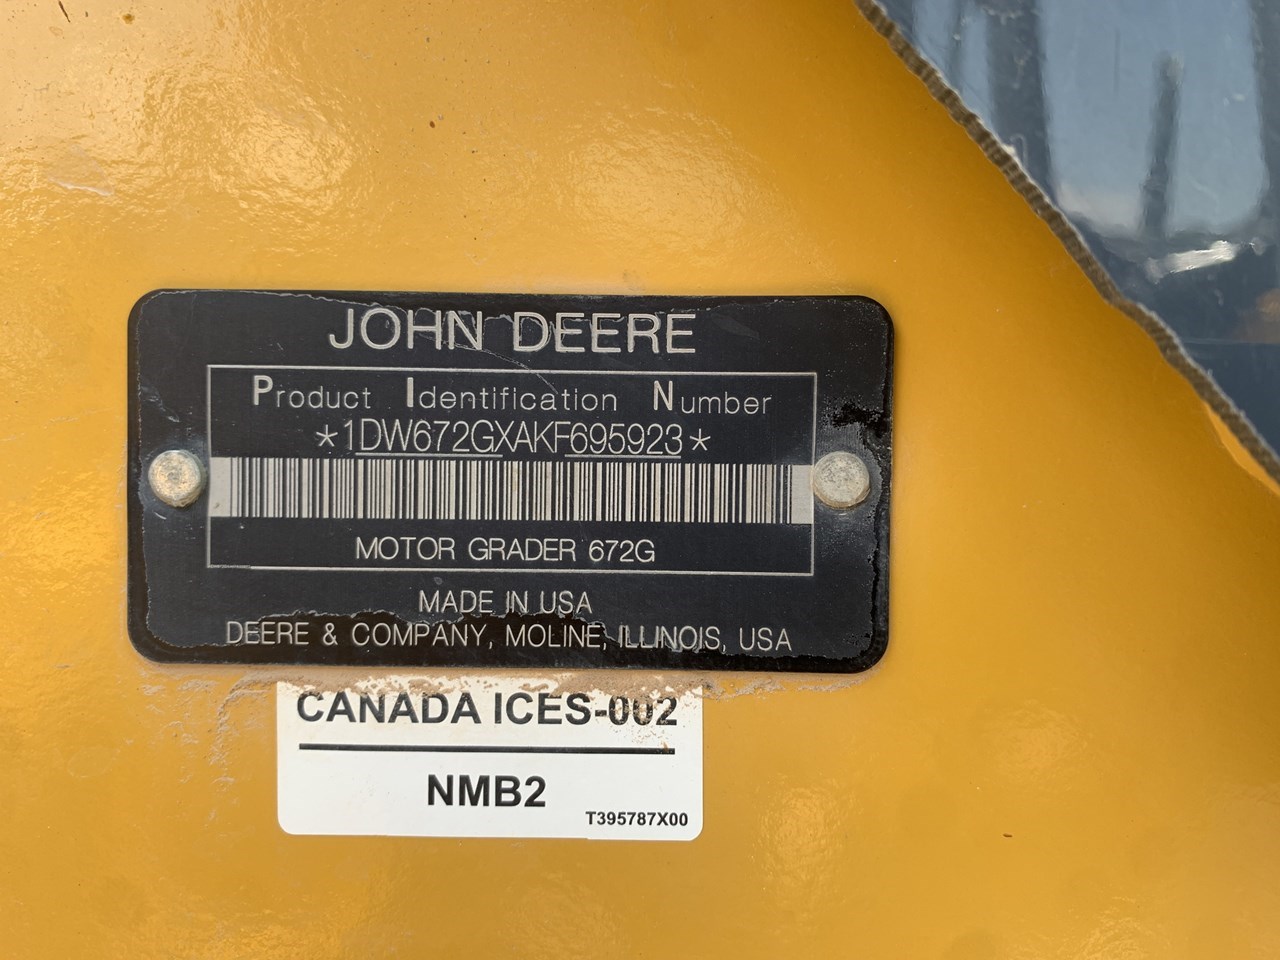 JOHN DEERE
Product Identification Number
*1DW672GXAKF695923*
MOTOR GRADER 672G
MADE IN USA
DEERE & COMPANY, MOLINE, ILLINOIS, USA
CANADA ICES-002
NMB2
T395787X00